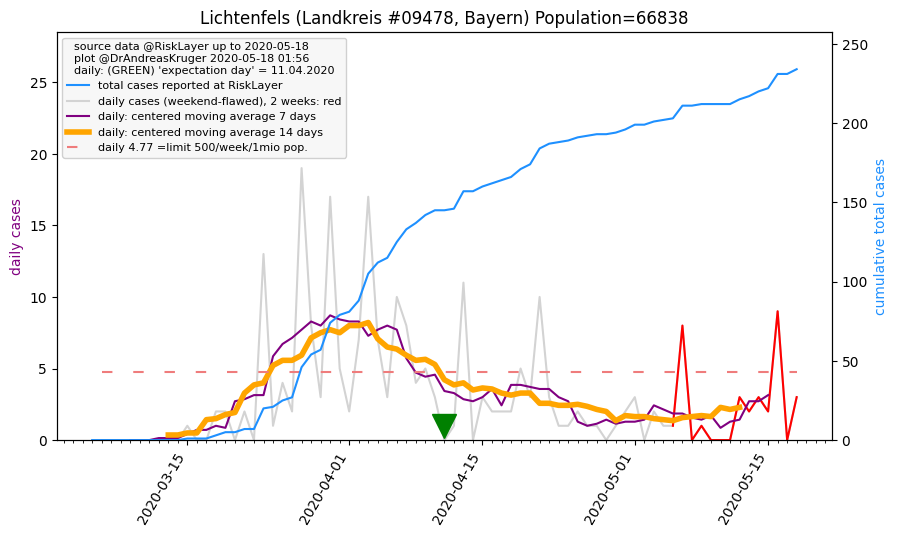 Lichtenfels (Landkreis #09478, Bayern) Population=66838
source data @RiskLayer up to 2020-05-18
plot @DrAndreasKruger 2020-05-18 01:56
daily: (GREEN) 'expectation day' = 11.04.2020
total cases reported at RiskLayer
daily cases (weekend-flawed), 2 weeks: red
daily: centered moving average 7 days
daily: centered moving average 14 days
daily 4.77 =limit 500/week/1mio pop.
daily cases
25
20
15
10
5
0
cumulative total cases
250
200
150
100
50
0
2020-03-15
2020-04-01
2020-04-15
2020-05-01
2020-05-15